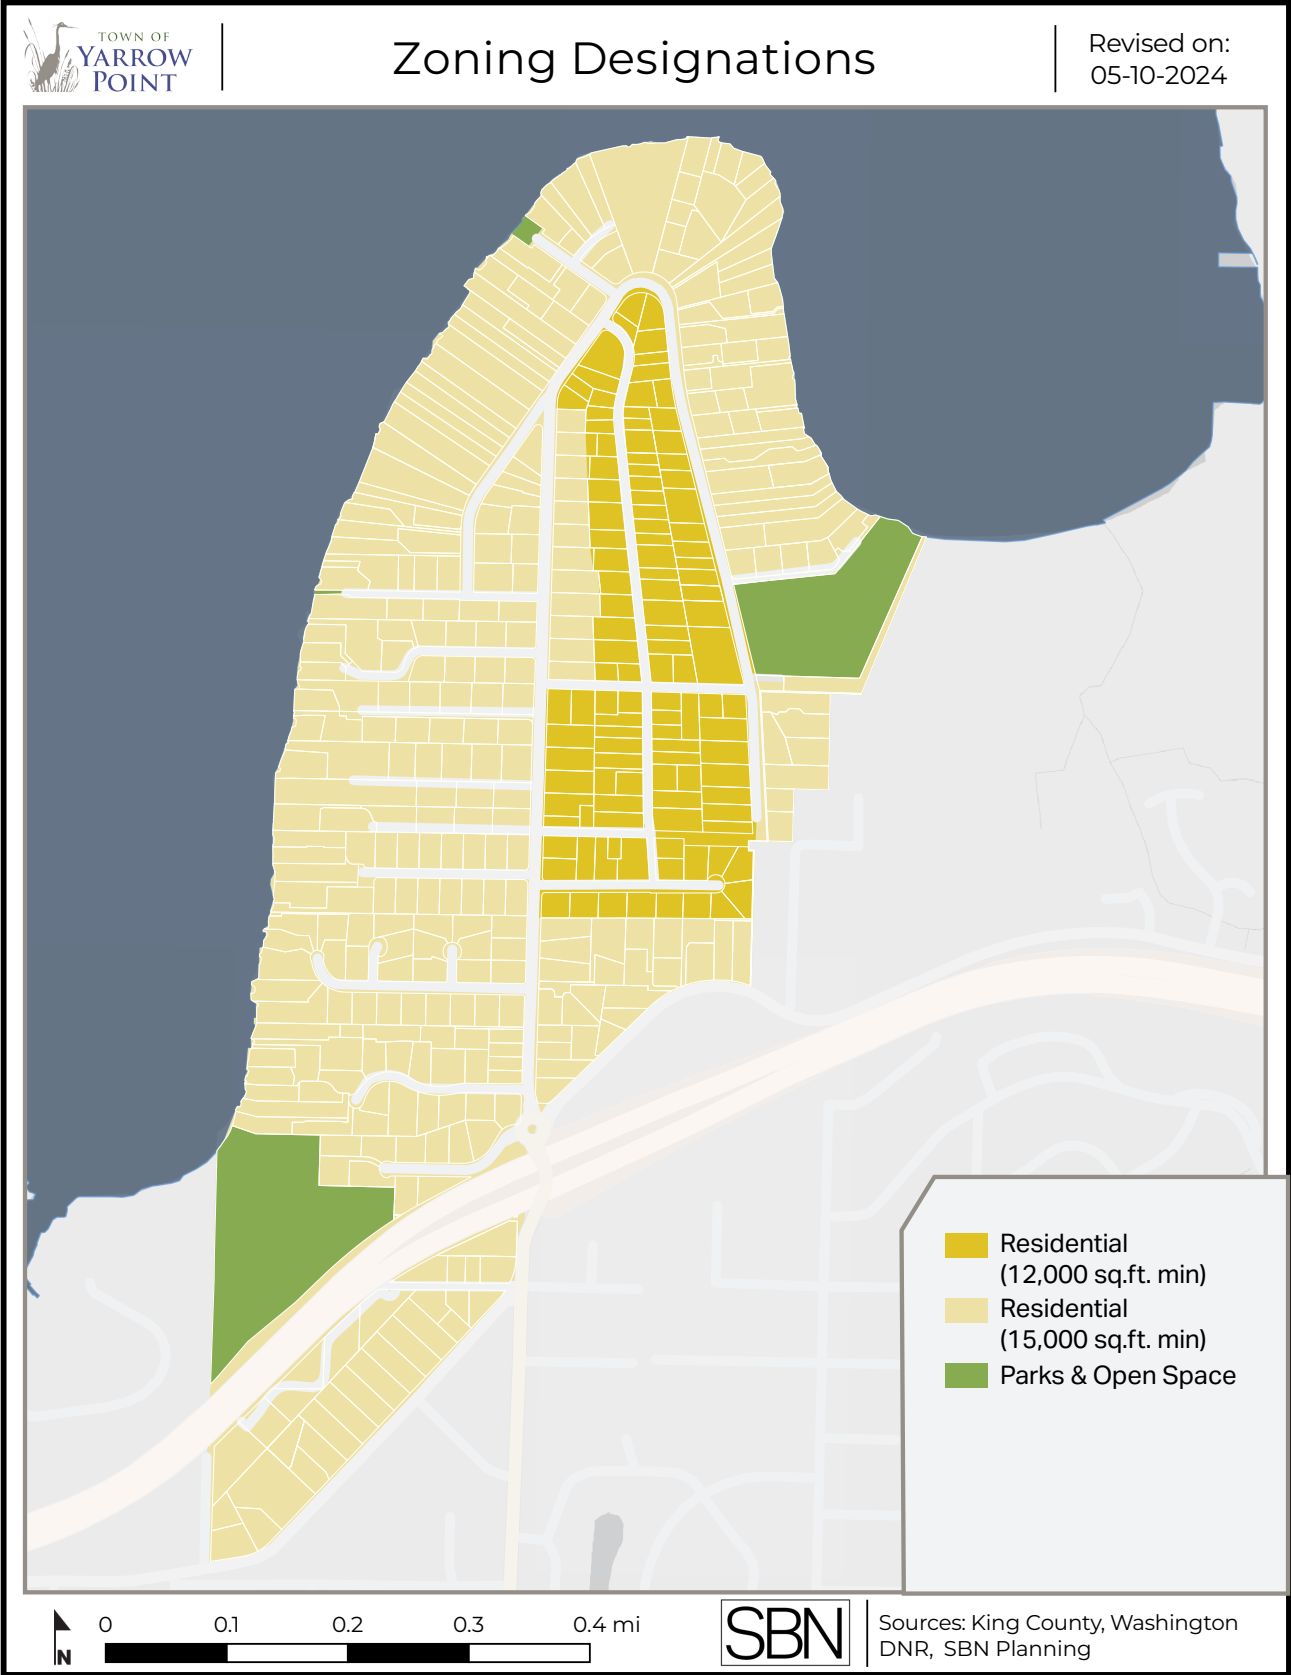 TOWN OF
YARROW
POINT
Zoning Designations
Revised on:
05-10-2024
Residential
(12,000 sq.ft. min)
Residential
(15,000 sq.ft. min)
Parks & Open Space
N
0 0.1 0.2 0.3 0.4 mi
SBN
Sources: King County, Washington
DNR, SBN Planning